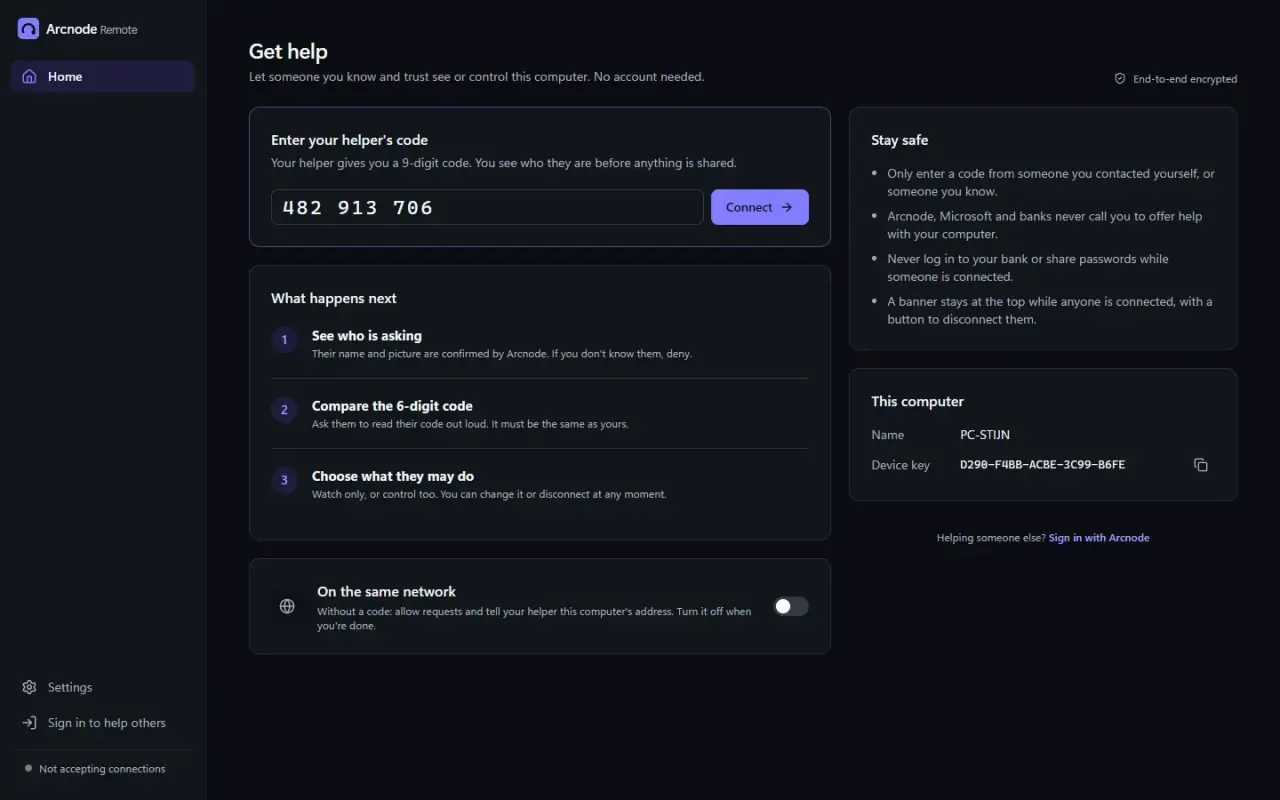 Arcnode Remote
Home
Settings
Sign in to help others
Not accepting connections
Get help
Let someone you know and trust see or control this computer. No account needed.
End-to-end encrypted
Enter your helper's code
Your helper gives you a 9-digit code. You see who they are before anything is shared.
482 913 706
Connect
What happens next
1
See who is asking
Their name and picture are confirmed by Arcnode. If you don't know them, deny.
2
Compare the 6-digit code
Ask them to read their code out loud. It must be the same as yours.
3
Choose what they may do
Watch only, or control too. You can change it or disconnect at any moment.
On the same network
Without a code: allow requests and tell your helper this computer's address. Turn it off when
you're done.
Stay safe
Only enter a code from someone you contacted yourself, or
someone you know.
Arcnode, Microsoft and banks never call you to offer help
with your computer.
Never log in to your bank or share passwords while
someone is connected.
A banner stays at the top while anyone is connected, with a
button to disconnect them.
This computer
Name PC-STIJN
Device key D290-F4BB-ACBE-3C99-B6FE
Helping someone else? Sign in with Arcnode